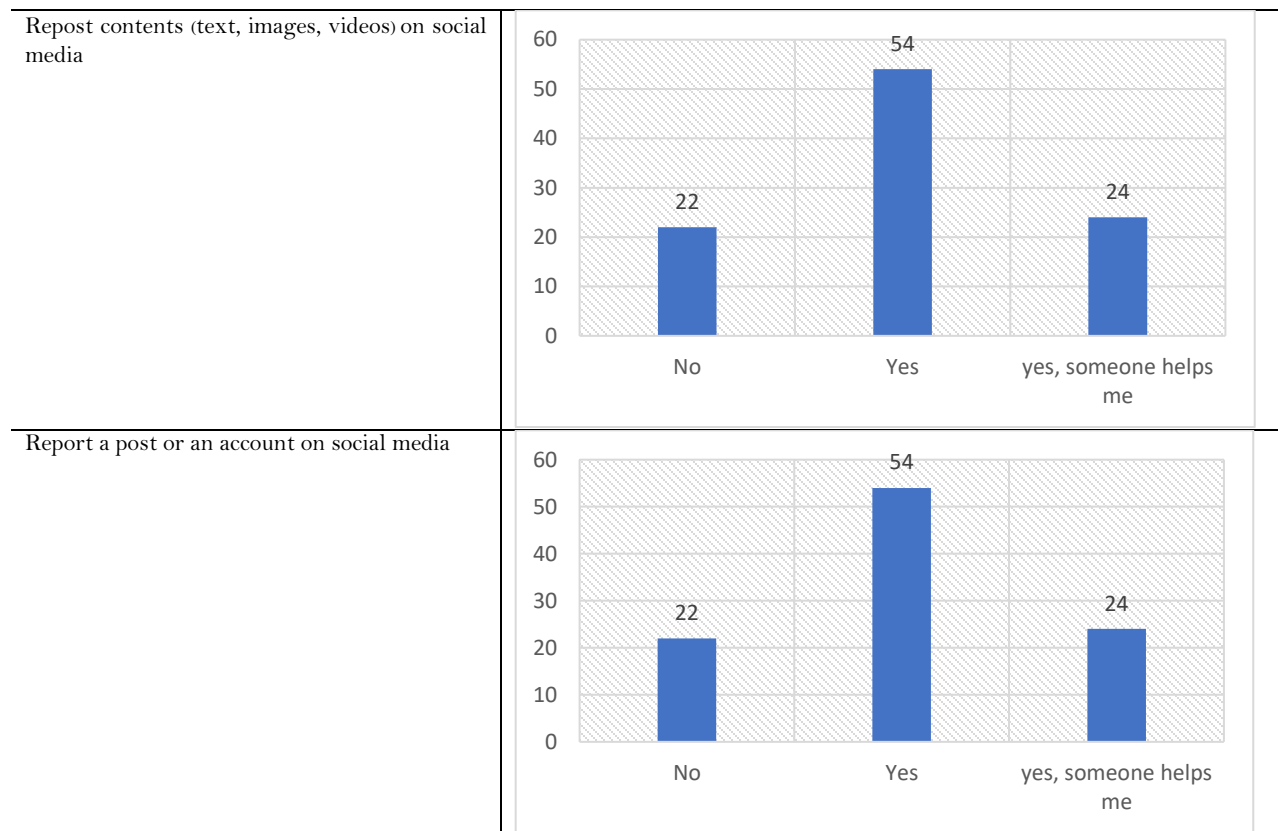 Repost contents (text, images, videos) on social
media
60
50
40
30
20
10
0
22
54
24
No
Yes
yes, someone helps
me
Report a post or an account on social media
60
50
40
30
20
10
0
22
54
24
No
Yes
yes, someone helps
me